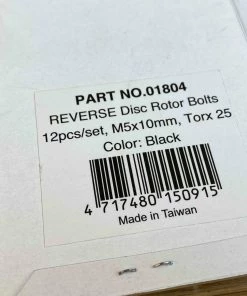 PART NO.01804
REVERSE Disc Rotor Bolts
12pcs/set, M5x10mm, Torx 25
Color: Black
4 717480 150915
Made in Taiwan